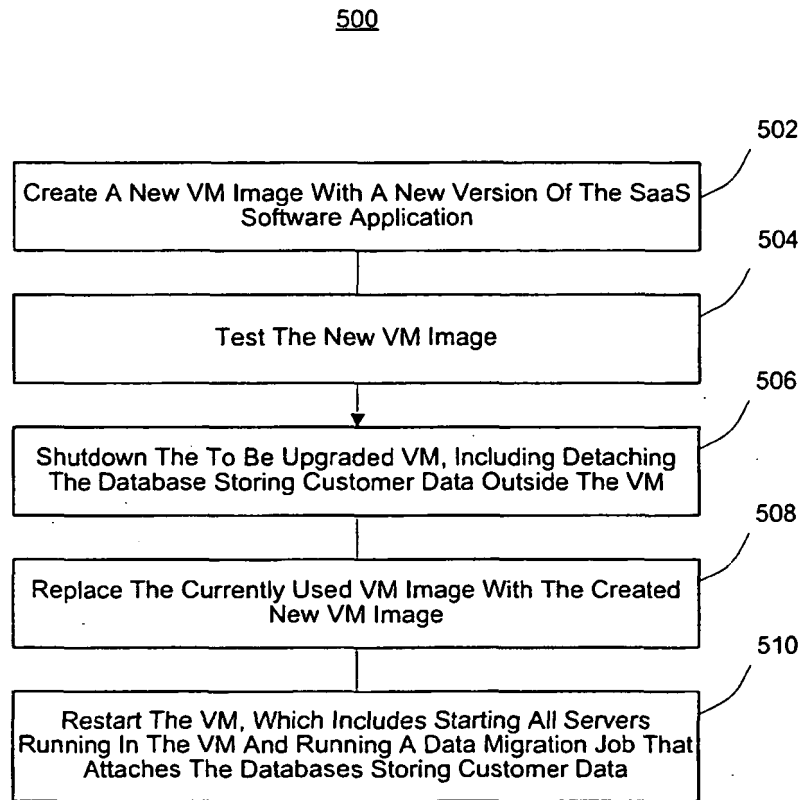 500
502
Create A New VM Image With A New Version Of The SaaS
Software Application
504
Test The New VM Image
506
Shutdown The To Be Upgraded VM, Including Detaching
The Database Storing Customer Data Outside The VM
508
Replace The Currently Used VM Image With The Created
New VM Image
510
Restart The VM, Which Includes Starting All Servers
Running In The VM And Running A Data Migration Job That
Attaches The Databases Storing Customer Data